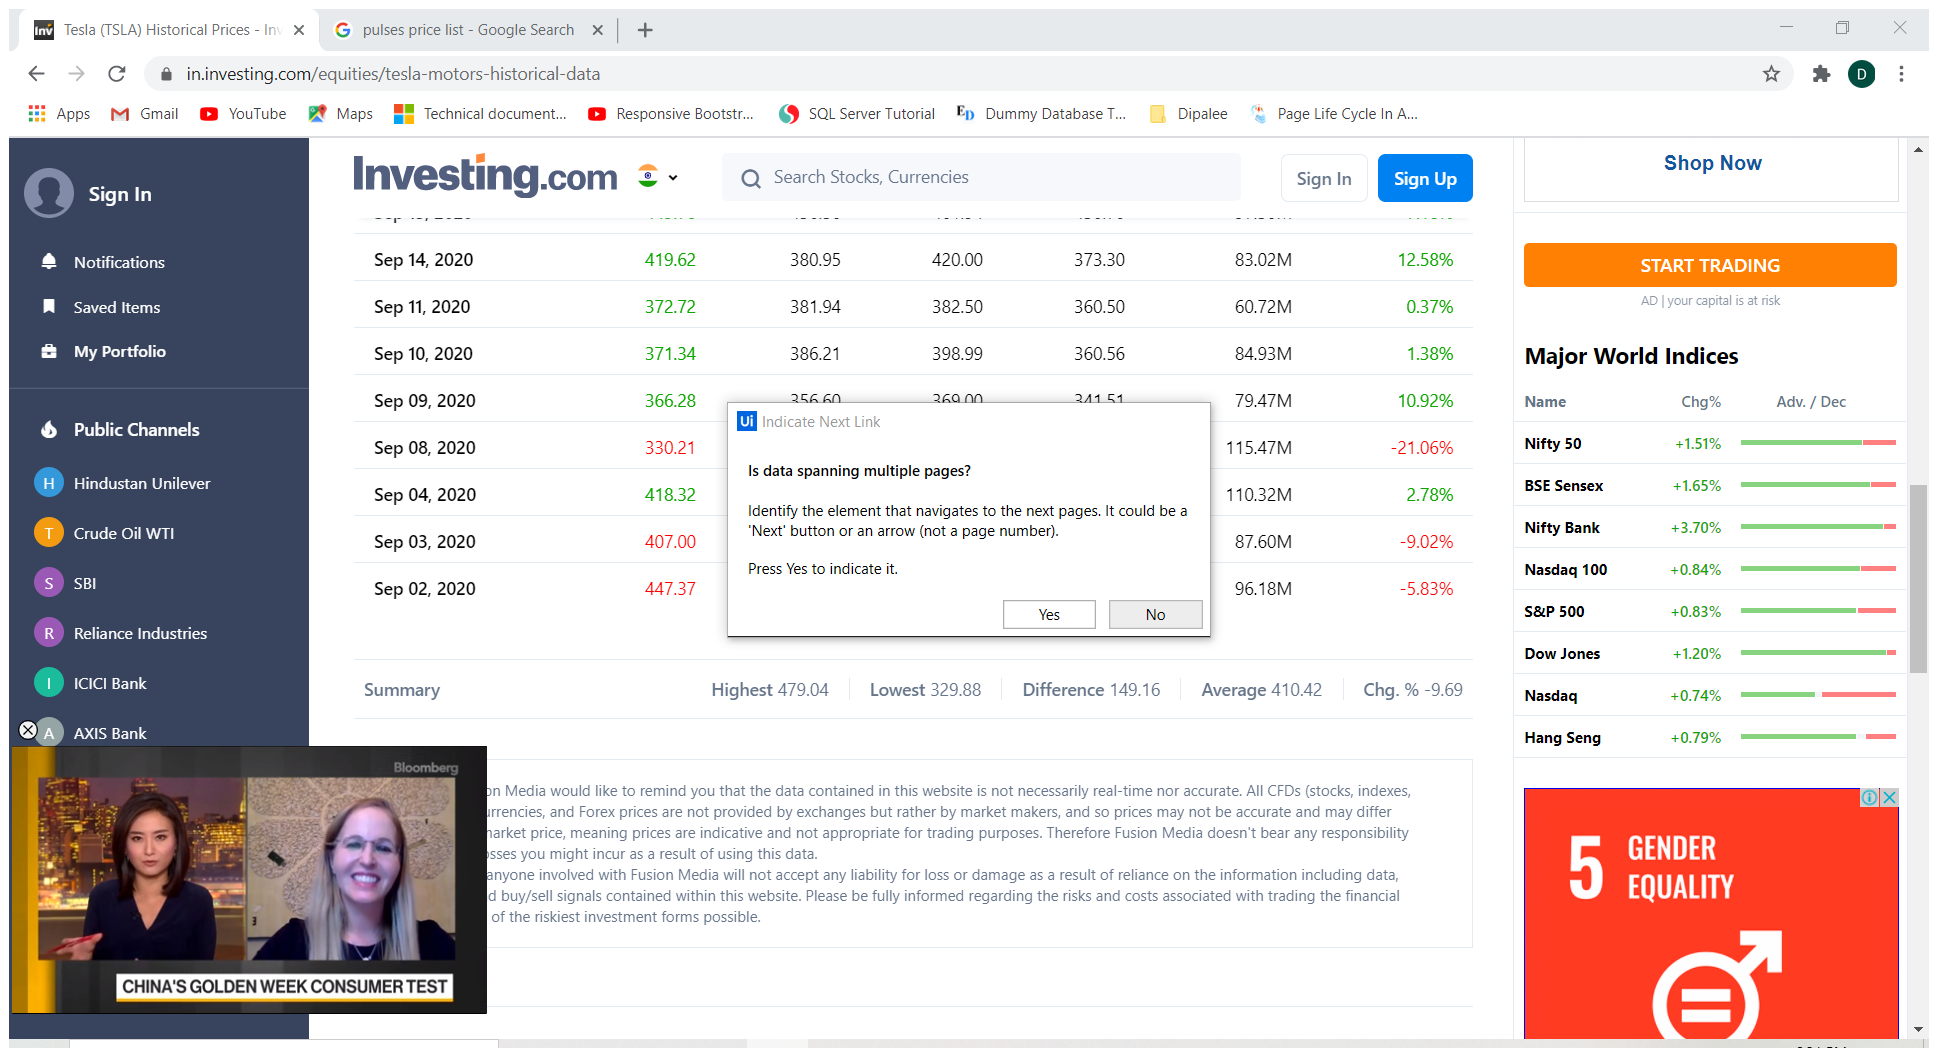 Tesla (TSLA) Historical Prices - Inv
pulses price list - Google Search
in.investing.com/equities/tesla-motors-historical-data
D
Apps
Gmail
YouTube
Maps
Technical document...
Responsive Bootstr...
SQL Server Tutorial
Dummy Database T...
Dipalee
Page Life Cycle In A...
Sign In
Notifications
Saved Items
My Portfolio
Public Channels
H Hindustan Unilever
T Crude Oil WTI
S SBI
R Reliance Industries
I ICICI Bank
A AXIS Bank
Investing.com
Search Stocks, Currencies
Sign In
Sign Up
Sep 14, 2020 419.62 380.95 420.00 373.30 83.02M 12.58%
Sep 11, 2020 372.72 381.94 382.50 360.50 60.72M 0.37%
Sep 10, 2020 371.34 386.21 398.99 360.56 84.93M 1.38%
Sep 09, 2020 366.28 356.60 369.00 341.51 79.47M 10.92%
Sep 08, 2020 330.21 115.47M -21.06%
Sep 04, 2020 418.32 110.32M 2.78%
Sep 03, 2020 407.00 87.60M -9.02%
Sep 02, 2020 447.37 96.18M -5.83%
Ui Indicate Next Link
Is data spanning multiple pages?
Identify the element that navigates to the next pages. It could be a
'Next' button or an arrow (not a page number).
Press Yes to indicate it.
Yes
No
Summary Highest 479.04 Lowest 329.88 Difference 149.16 Average 410.42 Chg. % -9.69
on Media would like to remind you that the data contained in this website is not necessarily real-time nor accurate. All CFDs (stocks, indexes,
urrencies, and Forex prices are not provided by exchanges but rather by market makers, and so prices may not be accurate and may differ
market price, meaning prices are indicative and not appropriate for trading purposes. Therefore Fusion Media doesn't bear any responsibility
osses you might incur as a result of using this data.
anyone involved with Fusion Media will not accept any liability for loss or damage as a result of reliance on the information including data,
d buy/sell signals contained within this website. Please be fully informed regarding the risks and costs associated with trading the financial
of the riskiest investment forms possible.
Bloomberg
CHINA'S GOLDEN WEEK CONSUMER TEST
Shop Now
START TRADING
AD | your capital is at risk
Major World Indices
Name Chg% Adv. / Dec
Nifty 50 +1.51%
BSE Sensex +1.65%
Nifty Bank +3.70%
Nasdaq 100 +0.84%
S&P 500 +0.83%
Dow Jones +1.20%
Nasdaq +0.74%
Hang Seng +0.79%
5 GENDER
EQUALITY